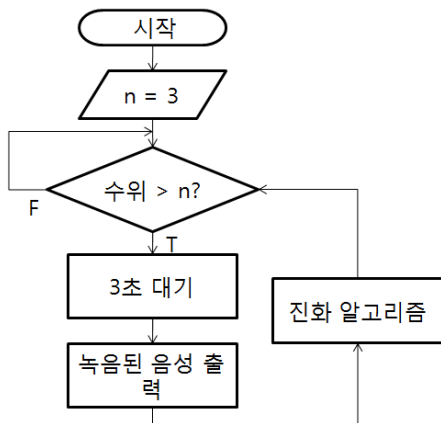 시작
n = 3
수위 > n?
F
T
3초 대기
녹음된 음성 출
력
진화 알고리즘